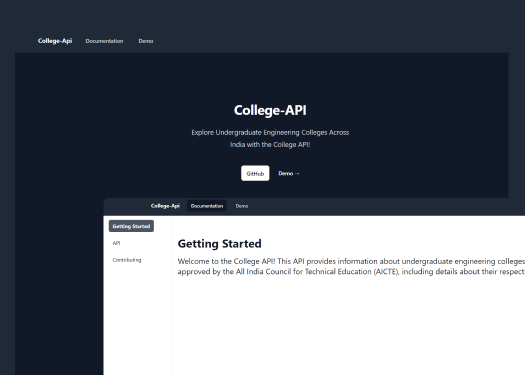 College-Api Documentation Demo
College-API
Explore Undergraduate Engineering Colleges Across
India with the College API!
GitHub Demo →
College-Api Documentation Demo
Getting Started
API
Contributing
Getting Started
Welcome to the College API! This API provides information about undergraduate engineering colleges
approved by the All India Council for Technical Education (AICTE), including details about their respect